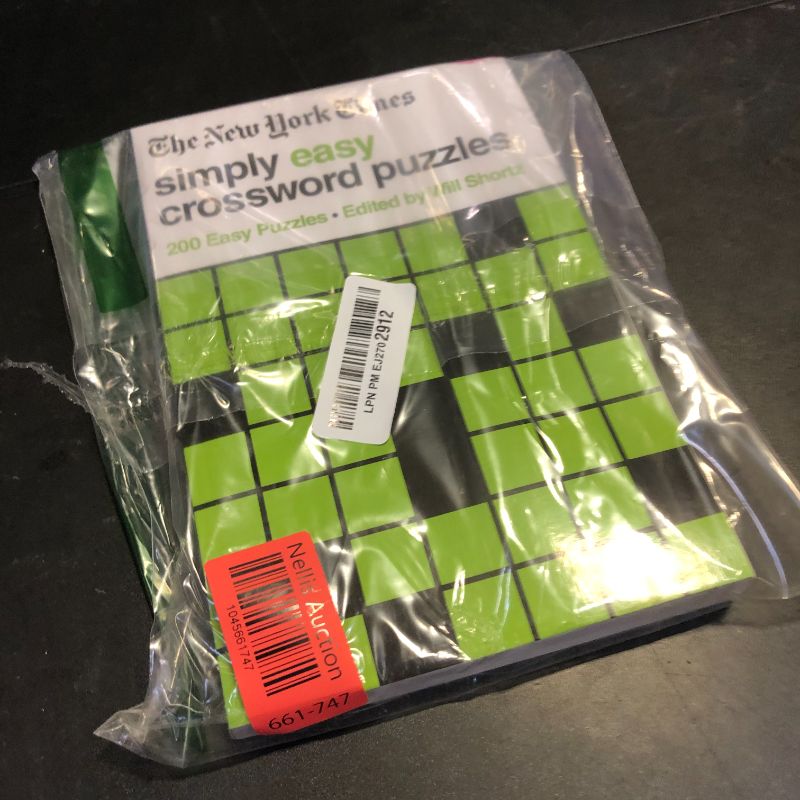 The New York Times
simply easy
crossword puzzles
200 Easy Puzzles • Edited by Will Shortz
LPN PM EJ2702912
Nellis Auction
1045661747
661-747